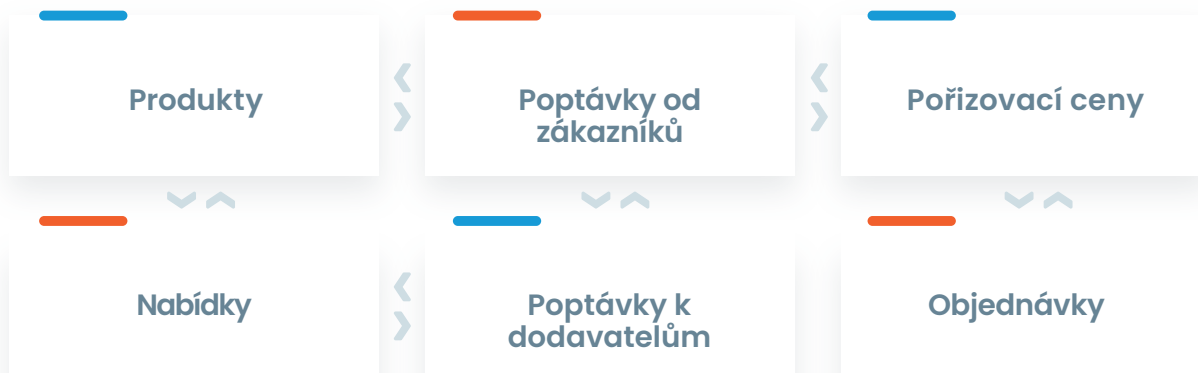 Produkty
Poptávky od
zákazníků
Pořizovací ceny
Nabídky
Poptávky k
dodavatelům
Objednávky